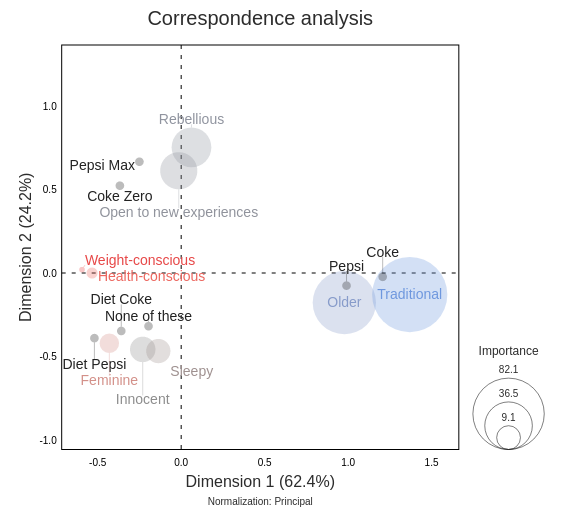 Correspondence analysis
Dimension 2 (24.2%)
1.0
0.5
0.0
-0.5
-1.0
Rebellious
Pepsi Max
Coke Zero
Open to new experiences
Coke
Weight-conscious
Pepsi
Health-conscious
Older
Traditional
Diet Coke
None of these
Diet Pepsi
Sleepy
Feminine
Innocent
-0.5
0.0
0.5
1.0
1.5
Dimension 1 (62.4%)
Normalization: Principal
Importance
82.1
36.5
9.1